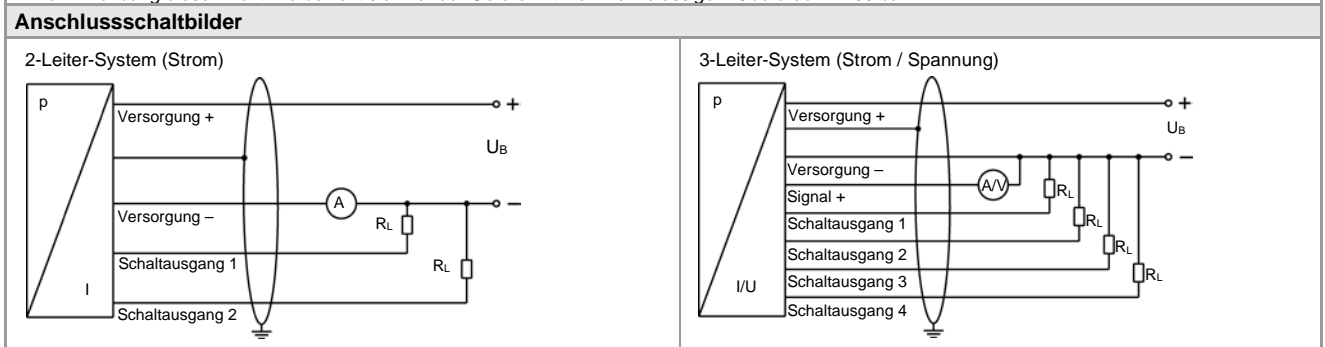 Anschlussschaltbilder
2-Leiter-System (Strom)
p
Versorgung +
+
UB
Versorgung –
A
–
RL
Schaltausgang 1
RL
I
Schaltausgang 2
3-Leiter-System (Strom / Spannung)
p
Versorgung +
+
UB
–
Versorgung –
A/V
Signal +
RL
Schaltausgang 1
RL
Schaltausgang 2
RL
Schaltausgang 3
RL
I/U
Schaltausgang 4